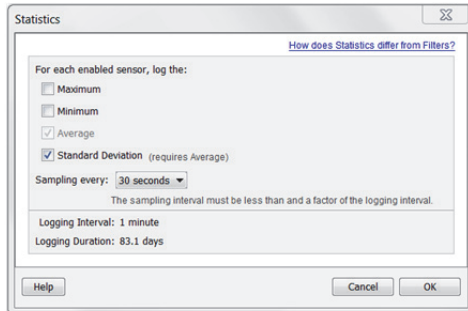 Statistics
How does Statistics differ from Filters?
For each enabled sensor, log the:
Maximum
Minimum
Average
Standard Deviation (requires Average)
Sampling every: 30 seconds
The sampling interval must be less than and a factor of the logging interval.
Logging Interval: 1 minute
Logging Duration: 83.1 days
Help Cancel OK